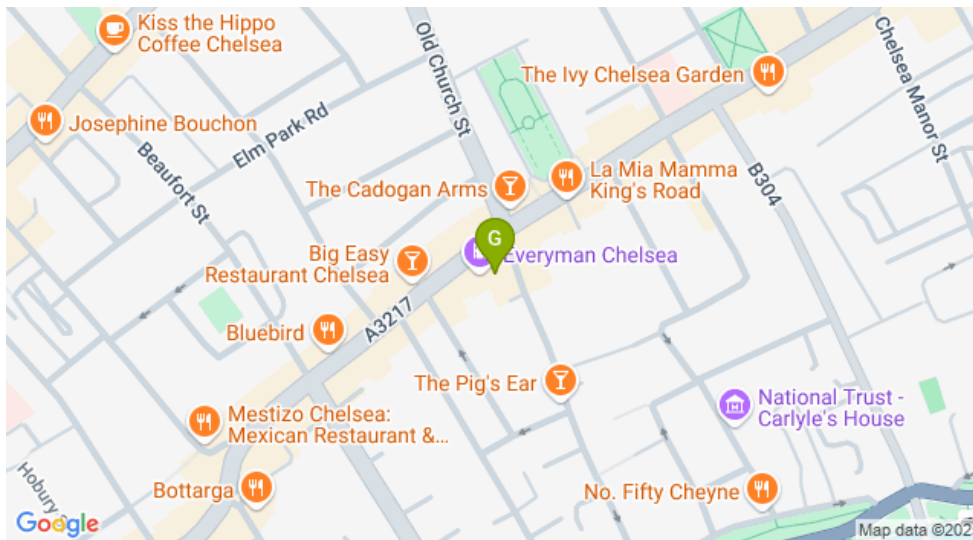 Kiss the Hippo
Coffee Chelsea
Old Church St
Chelsea Manor St
The Ivy Chelsea Garden
Josephine Bouchon
Elm Park Rd
Beaufort St
La Mia Mamma
King's Road
B304
The Cadogan Arms
G
Everyman Chelsea
Big Easy
Restaurant Chelsea
A3217
Bluebird
The Pig's Ear
National Trust -
Carlyle's House
Mestizo Chelsea:
Mexican Restaurant &...
Hobury
Bottarga
No. Fifty Cheyne
Google
Map data ©202